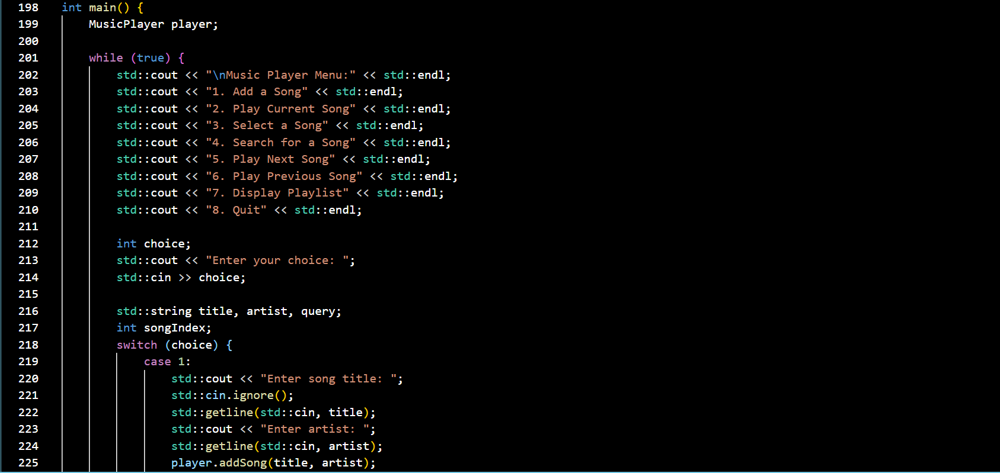 198 int main() {
199     MusicPlayer player;
200
201     while (true) {
202         std::cout << "\nMusic Player Menu:" << std::endl;
203         std::cout << "1. Add a Song" << std::endl;
204         std::cout << "2. Play Current Song" << std::endl;
205         std::cout << "3. Select a Song" << std::endl;
206         std::cout << "4. Search for a Song" << std::endl;
207         std::cout << "5. Play Next Song" << std::endl;
208         std::cout << "6. Play Previous Song" << std::endl;
209         std::cout << "7. Display Playlist" << std::endl;
210         std::cout << "8. Quit" << std::endl;
211
212         int choice;
213         std::cout << "Enter your choice: ";
214         std::cin >> choice;
215
216         std::string title, artist, query;
217         int songIndex;
218         switch (choice) {
219             case 1:
220                 std::cout << "Enter song title: ";
221                 std::cin.ignore();
222                 std::getline(std::cin, title);
223                 std::cout << "Enter artist: ";
224                 std::getline(std::cin, artist);
225                 player.addSong(title, artist);